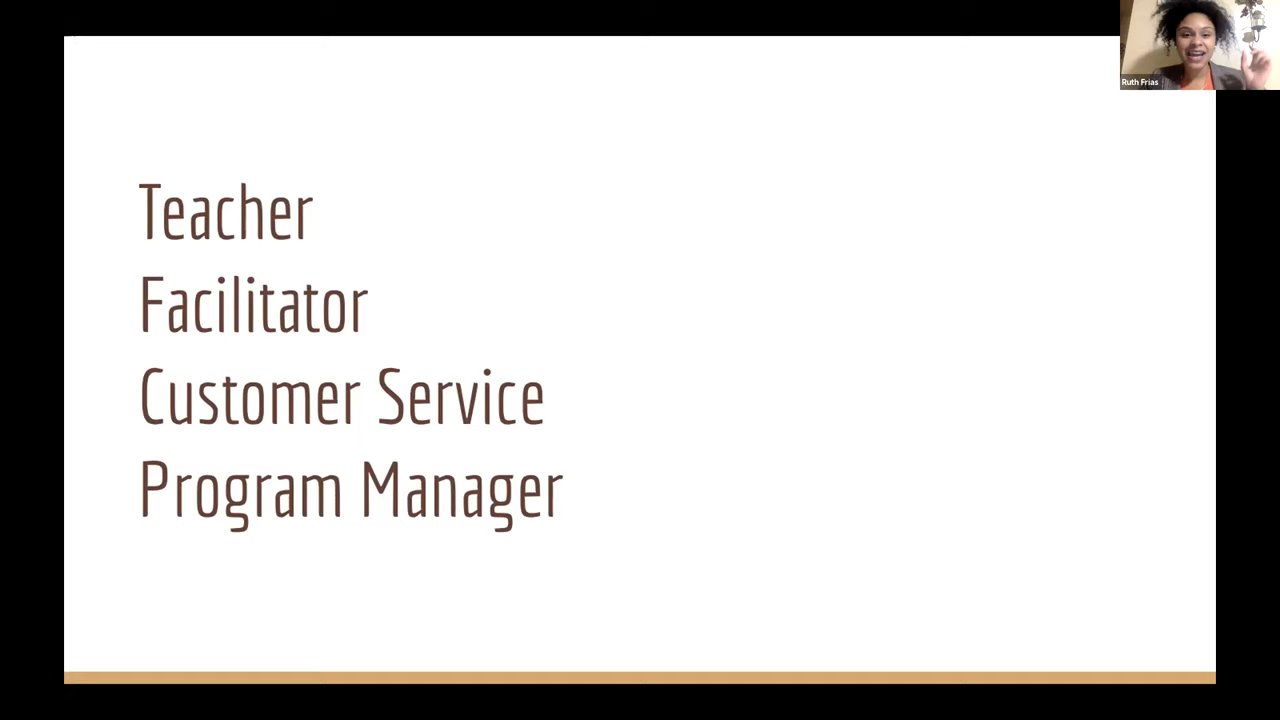 Ruth Frias
Teacher
Facilitator
Customer Service
Program Manager